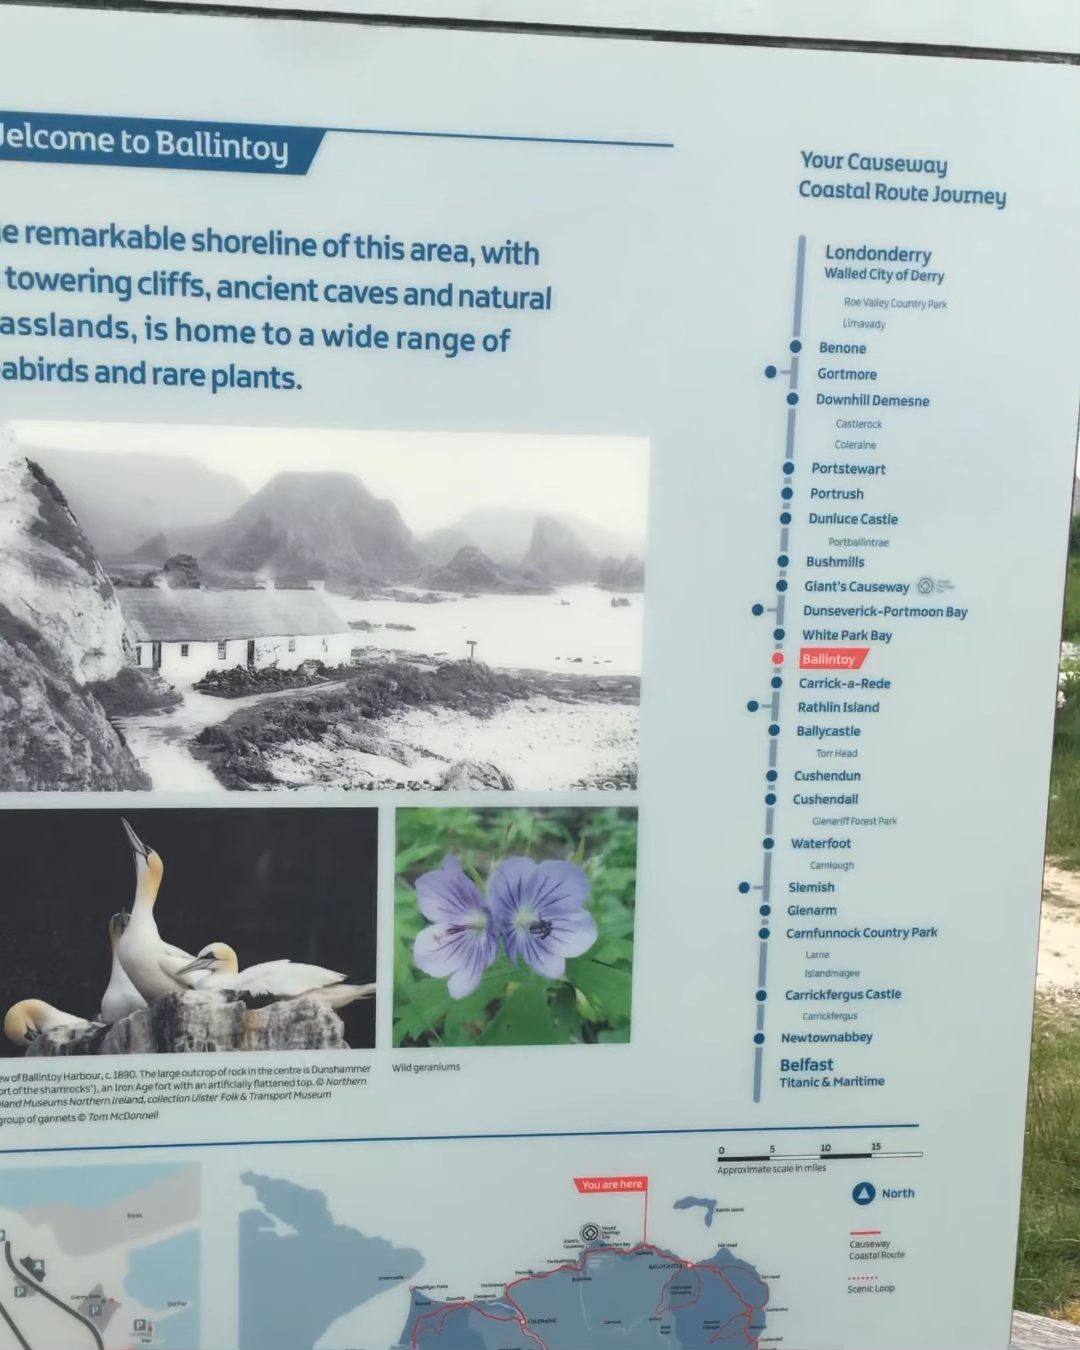 elcome to Ballintoy
e remarkable shoreline of this area, with
towering cliffs, ancient caves and natural
asslands, is home to a wide range of
abirds and rare plants.
ew of Ballintoy Harbour, c. 1890. The large outcrop of rock in the centre is Dunshammer
ort of the shamrocks'), an Iron Age fort with an artificially flattened top. © Northern
land Museums Northern Ireland, collection Ulster Folk & Transport Museum
group of gannets © Tom McDonnell
Wild geraniums
Your Causeway
Coastal Route Journey
Londonderry
Walled City of Derry
Roe Valley Country Park
Limavady
Benone
Gortmore
Downhill Demesne
Castlerock
Coleraine
Portstewart
Portrush
Dunluce Castle
Portballintrae
Bushmills
Giant's Causeway
Dunseverick-Portmoon Bay
White Park Bay
Ballintoy
Carrick-a-Rede
Rathlin Island
Ballycastle
Torr Head
Cushendun
Cushendall
Glenariff Forest Park
Waterfoot
Carnlough
Slemish
Glenarm
Carnfunnock Country Park
Larne
Islandmagee
Carrickfergus Castle
Carrickfergus
Newtownabbey
Belfast
Titanic & Maritime
0 5 10 15
Approximate scale in miles
North
Causeway
Coastal Route
Scenic Loop
You are here
Rathlin Island
BALLYCASTLE
COLERAINE
Rocks
P
P
P